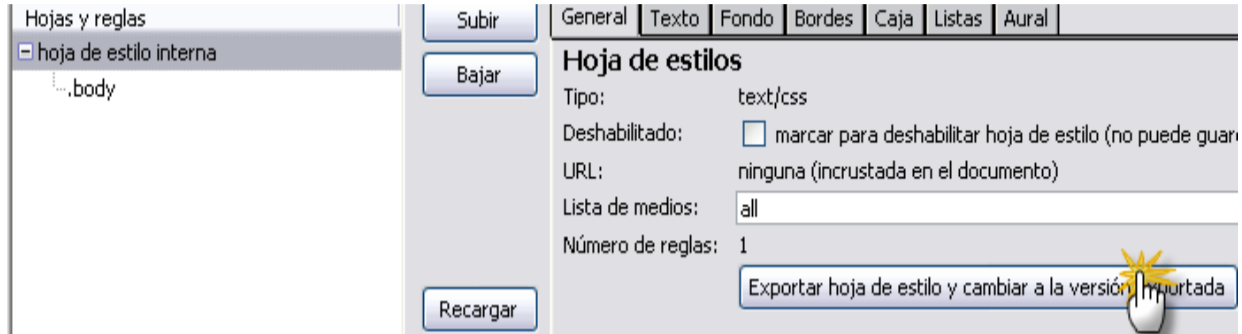 Hojas y reglas
hoja de estilo interna
.body
Subir
Bajar
Recargar
General Texto Fondo Bordes Caja Listas Aural
Hoja de estilos
Tipo: text/css
Deshabilitado: marcar para deshabilitar hoja de estilo (no puede
URL: ninguna (incrustada en el documento)
Lista de medios: all
Número de reglas: 1
Exportar hoja de estilo y cambiar a la versión